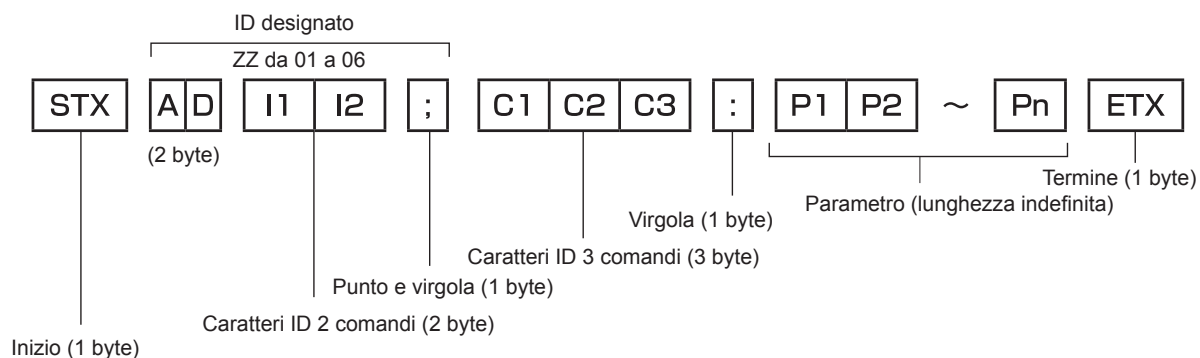 ID designato
ZZ da 01 a 06
STX A D I1 I2 ; C1 C2 C3 : P1 P2 ～ Pn ETX
(2 byte)
Termine (1 byte)
Parametro (lunghezza indefinita)
Virgola (1 byte)
Caratteri ID 3 comandi (3 byte)
Punto e virgola (1 byte)
Caratteri ID 2 comandi (2 byte)
Inizio (1 byte)